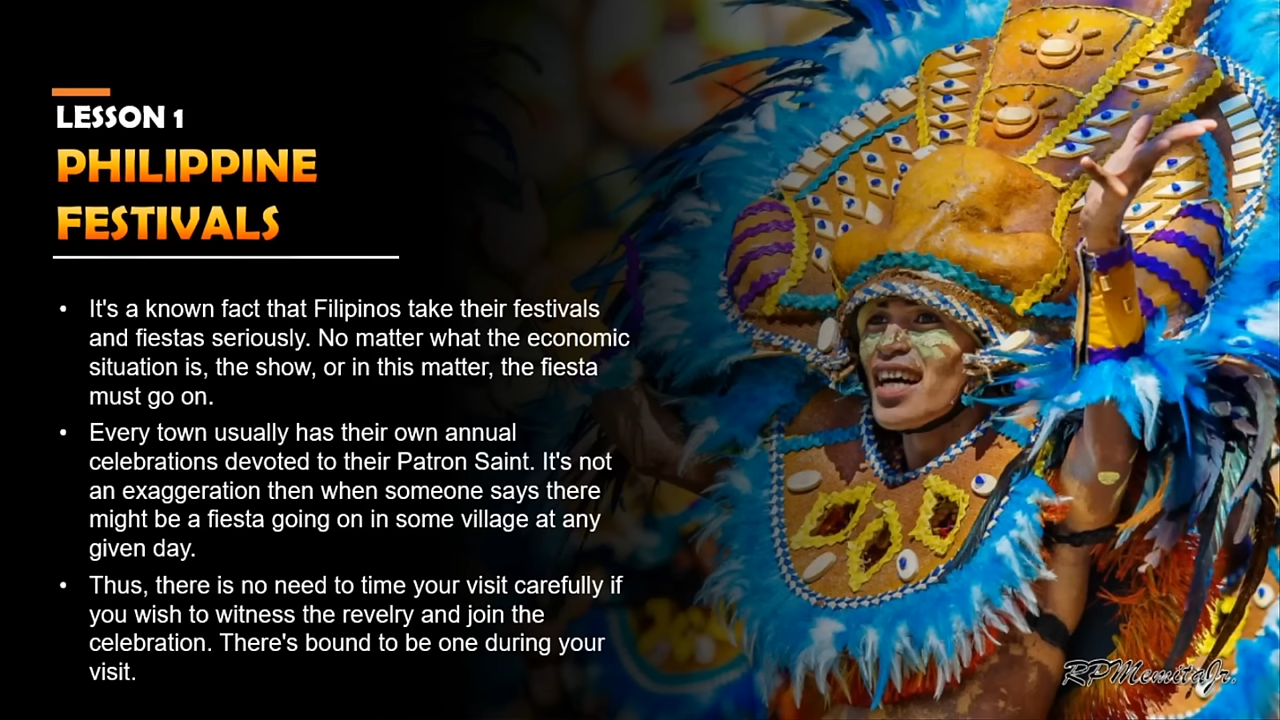 LESSON 1
PHILIPPINE
FESTIVALS
• It's a known fact that Filipinos take their festivals
and fiestas seriously. No matter what the economic
situation is, the show, or in this matter, the fiesta
must go on.
• Every town usually has their own annual
celebrations devoted to their Patron Saint. It's not
an exaggeration then when someone says there
might be a fiesta going on in some village at any
given day.
• Thus, there is no need to time your visit carefully if
you wish to witness the revelry and join the
celebration. There's bound to be one during your
visit.
RPMemitaJr.